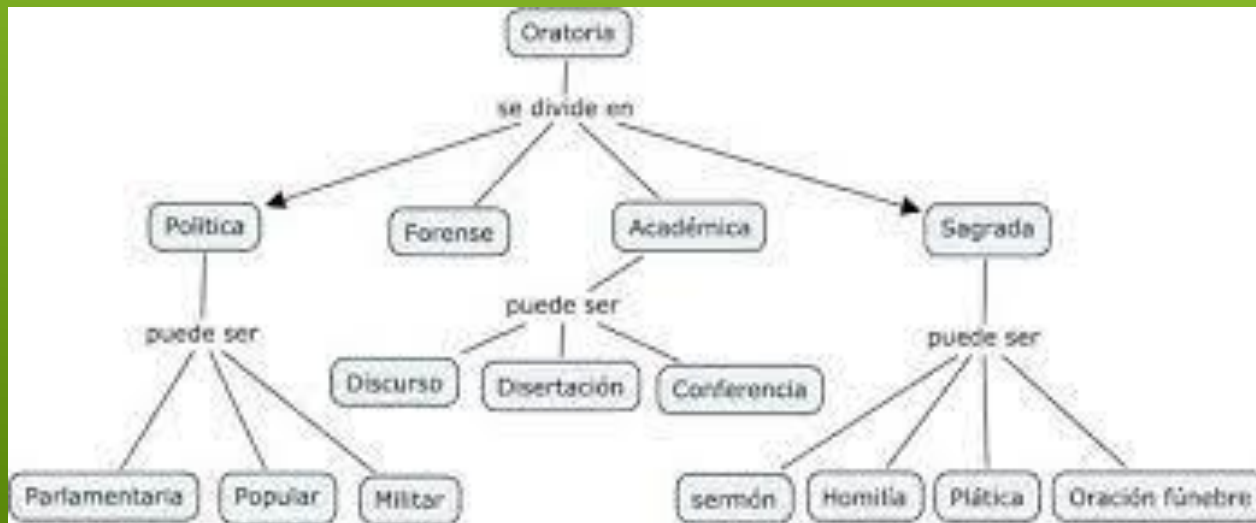 Oratoria
se divide en
Política
Forense
Académica
Sagrada
puede ser
puede ser
puede ser
Discurso
Disertación
Conferencia
Parlamentaria
Popular
Militar
sermón
Homilía
Plática
Oración fúnebre